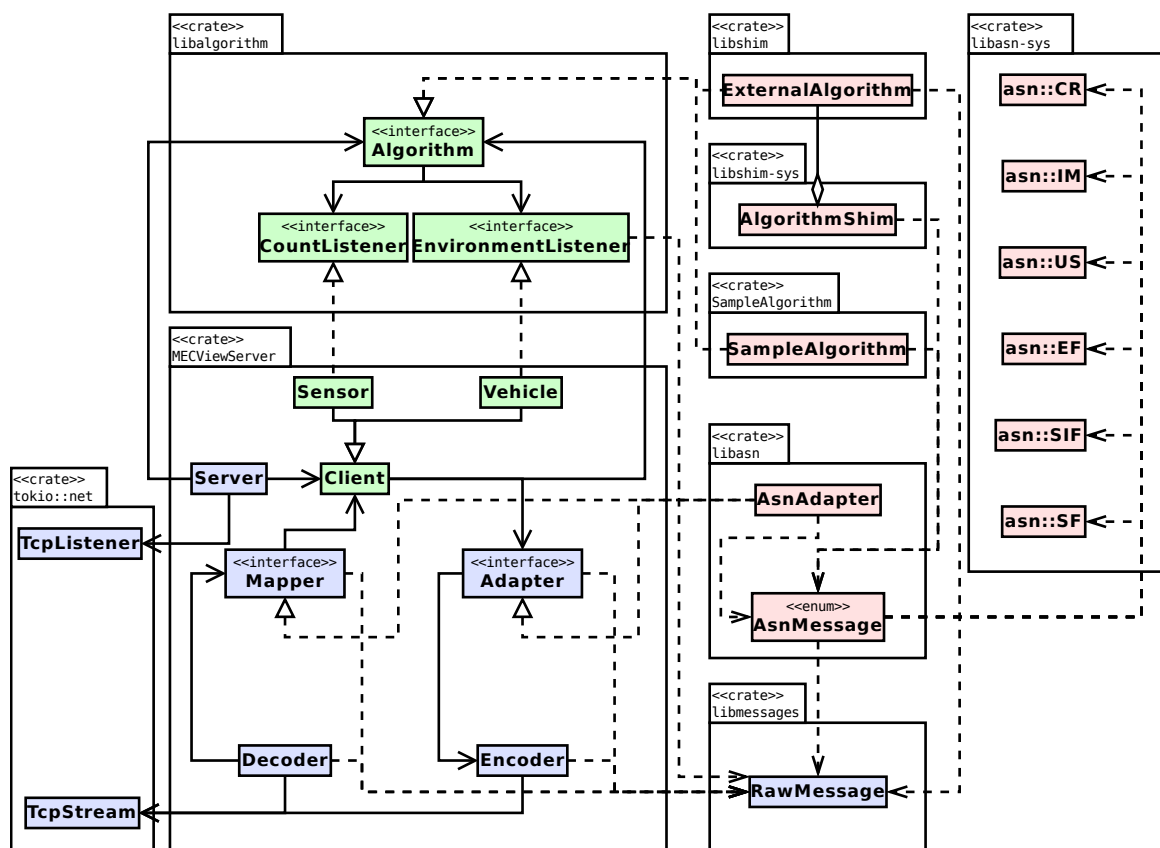 <<crate>>
libalgorithm
<<interface>>
Algorithm
<<interface>>
CountListener
<<interface>>
EnvironmentListener
<<crate>>
MECViewServer
Sensor
Vehicle
Server
Client
<<interface>>
Mapper
<<interface>>
Adapter
Decoder
Encoder
<<crate>>
tokio::net
TcpListener
TcpStream
<<crate>>
libshim
ExternalAlgorithm
<<crate>>
libshim-sys
AlgorithmShim
<<crate>>
SampleAlgorithm
SampleAlgorithm
<<crate>>
libasn
AsnAdapter
<<enum>>
AsnMessage
<<crate>>
libmessages
RawMessage
<<crate>>
libasn-sys
asn::CR
asn::IM
asn::US
asn::EF
asn::SIF
asn::SF